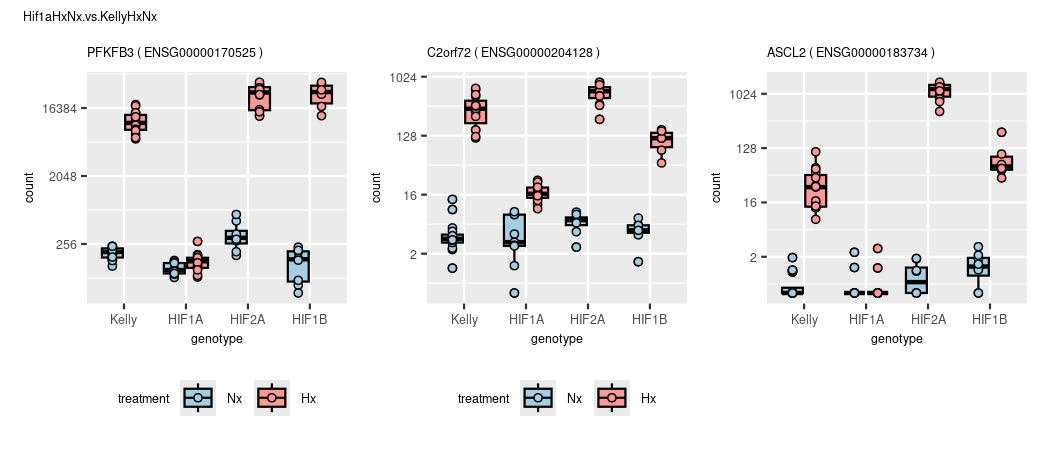 Hif1aHxNx.vs.KellyHxNx
PFKFB3 ( ENSG00000170525 )
count
16384
2048
256
Kelly HIF1A HIF2A HIF1B
genotype
treatment Nx Hx
C2orf72 ( ENSG00000204128 )
count
1024
128
16
2
Kelly HIF1A HIF2A HIF1B
genotype
treatment Nx Hx
ASCL2 ( ENSG00000183734 )
count
1024
128
16
2
Kelly HIF1A HIF2A HIF1B
genotype